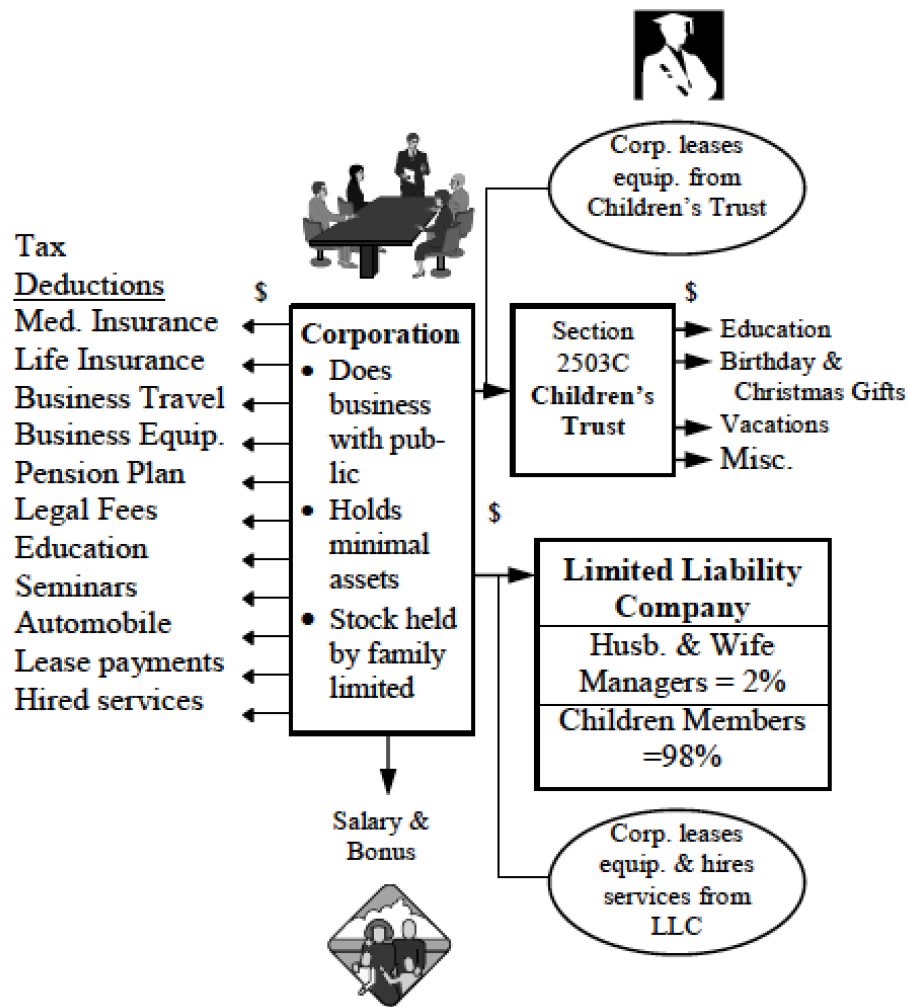 Corp. leases
equip. from
Children's Trust
Tax
Deductions
$
Med. Insurance
Life Insurance
Business Travel
Business Equip.
Pension Plan
Legal Fees
Education
Seminars
Automobile
Lease payments
Hired services
Corporation
• Does
business
with pub-
lic
• Holds
minimal
assets
• Stock held
by family
limited
Salary &
Bonus
Section
2503C
Children's
Trust
$
Education
Birthday &
Christmas Gifts
Vacations
Misc.
$
Limited Liability
Company
Husb. & Wife
Managers = 2%
Children Members
=98%
Corp. leases
equip. & hires
services from
LLC